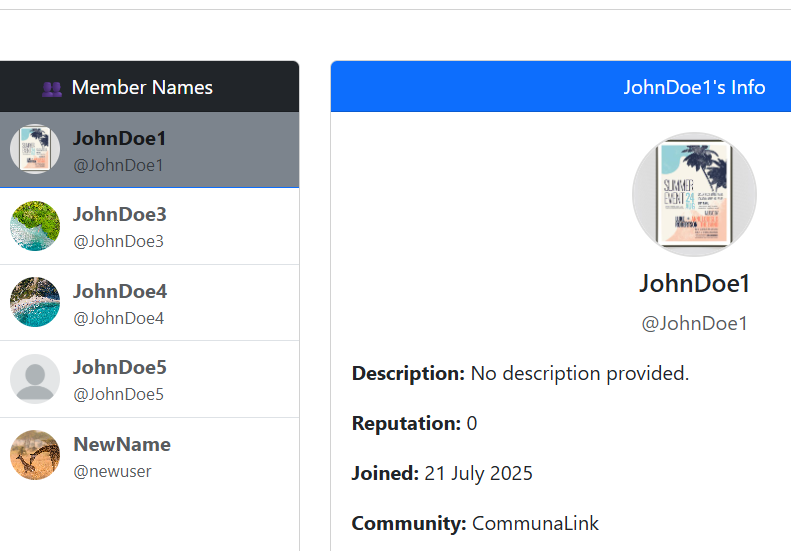 Member Names
JohnDoe1
@JohnDoe1
JohnDoe3
@JohnDoe3
JohnDoe4
@JohnDoe4
JohnDoe5
@JohnDoe5
NewName
@newuser
JohnDoe1's Info
SUMMER
EVENT 24
JohnDoe1
@JohnDoe1
Description: No description provided.
Reputation: 0
Joined: 21 July 2025
Community: CommunaLink